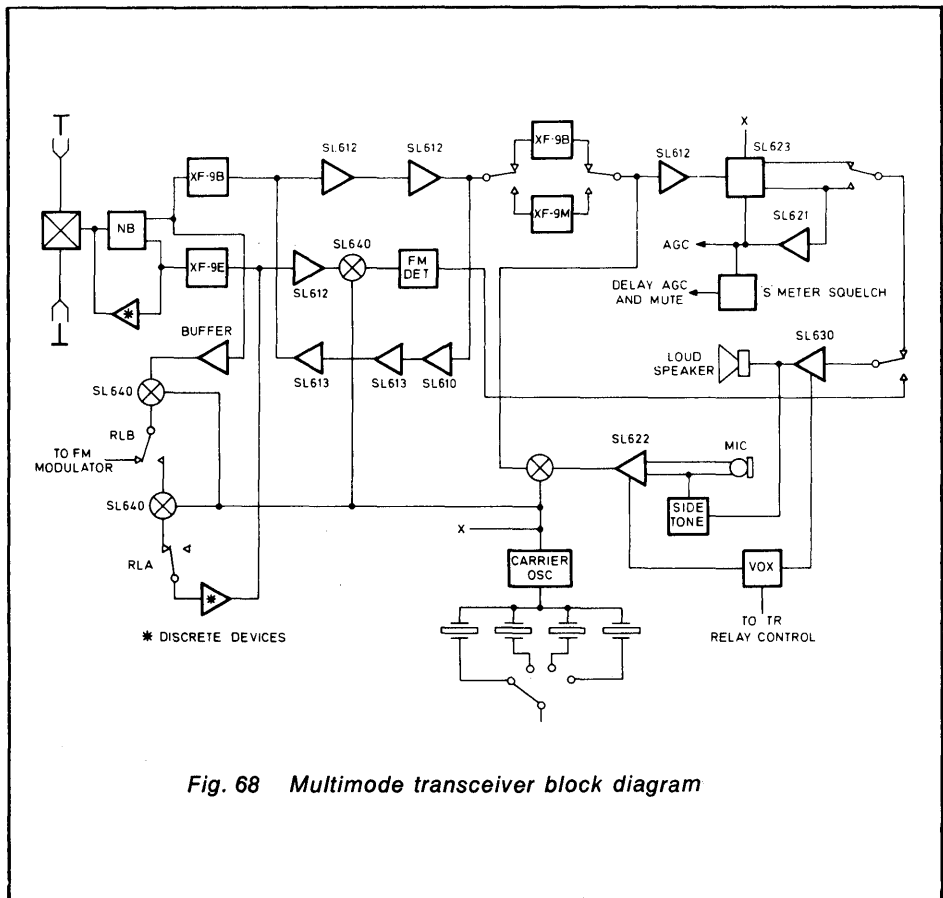 X
SL612
SL612
XF-9B
SL612
SL623
XF-9B
XF-9M
SL621
NB
SL640
FM
DET
AGC
XF-9E
SL612
DELAY AGC
AND MUTE
'S' METER SQUELCH
*
BUFFER
SL630
LOUD
SPEAKER
SL613
SL613
SL610
SL640
RLB
SL622
MIC
TO FM
MODULATOR
SIDE
TONE
SL640
X
RLA
CARRIER
OSC
VOX
*
TO TR
RELAY CONTROL
* DISCRETE DEVICES
Fig. 68 Multimode transceiver block diagram